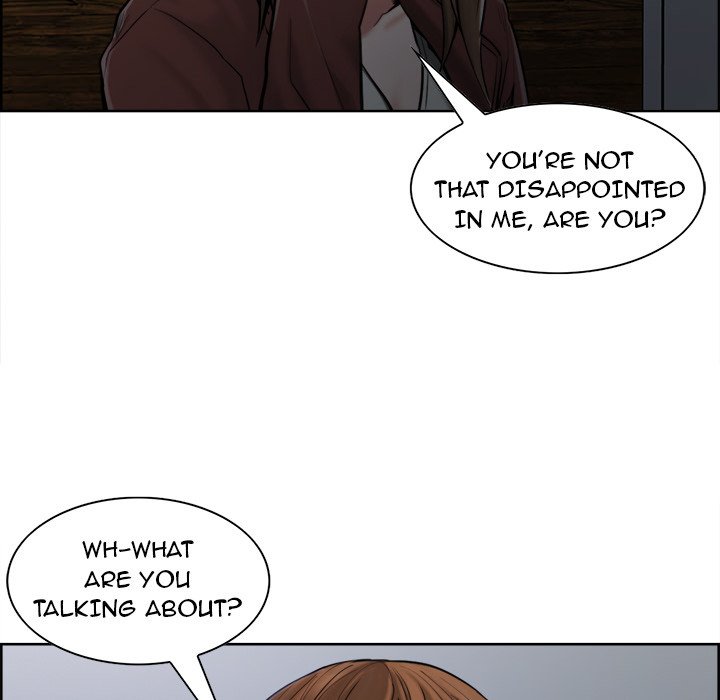 YOU'RE NOT
THAT DISAPPOINTED
IN ME, ARE YOU?
WH-WHAT
ARE YOU
TALKING ABOUT?